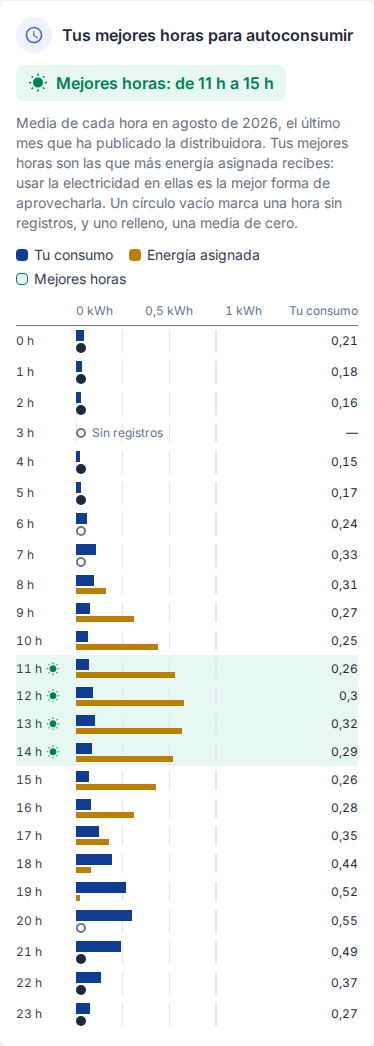 Tus mejores horas para autoconsumir
Mejores horas: de 11 h a 15 h
Media de cada hora en agosto de 2026, el último
mes que ha publicado la distribuidora. Tus mejores
horas son las que más energía asignada recibes:
usar la electricidad en ellas es la mejor forma de
aprovecharla. Un círculo vacío marca una hora sin
registros, y uno relleno, una media de cero.
Tu consumo Energía asignada
Mejores horas
0 kWh 0,5 kWh 1 kWh Tu consumo
0 h 0,21
1 h 0,18
2 h 0,16
3 h Sin registros —
4 h 0,15
5 h 0,17
6 h 0,24
7 h 0,33
8 h 0,31
9 h 0,27
10 h 0,25
11 h 0,26
12 h 0,3
13 h 0,32
14 h 0,29
15 h 0,26
16 h 0,28
17 h 0,35
18 h 0,44
19 h 0,52
20 h 0,55
21 h 0,49
22 h 0,37
23 h 0,27